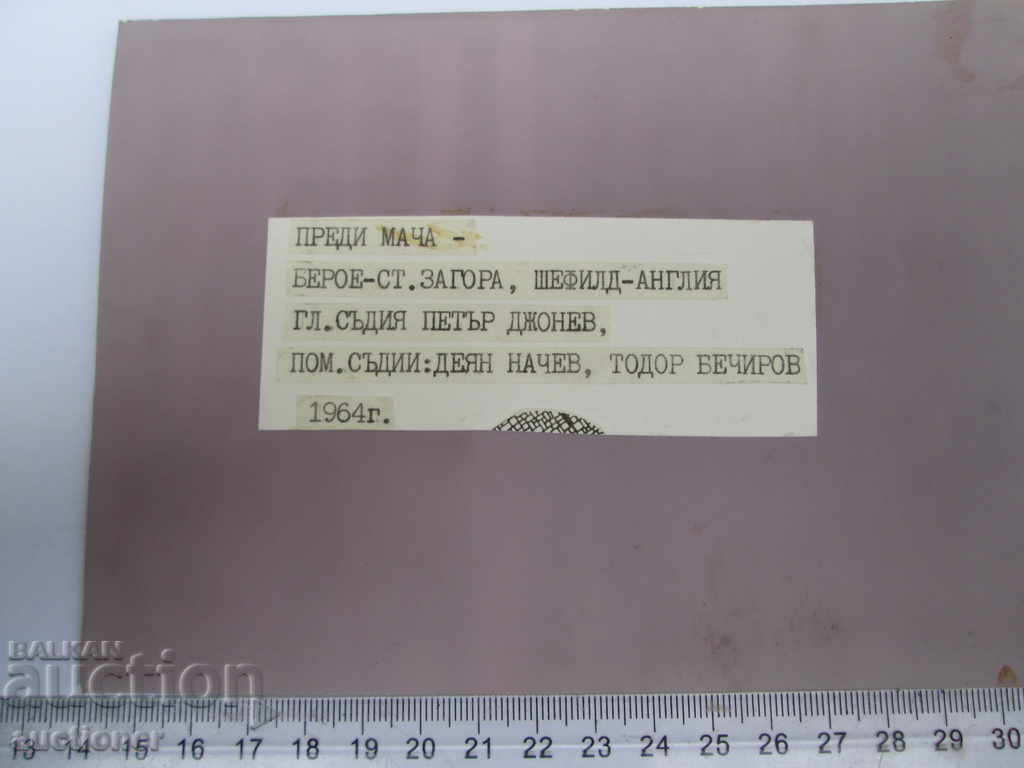 ПРЕДИ МАЧА -
БЕРОЕ-СТ.ЗАГОРА, ШЕФИЛД-АНГЛИЯ
ГЛ.СЪДИЯ ПЕТЪР ДЖОНЕВ,
ПОМ.СЪДИИ:ДЕЯН НАЧЕВ, ТОДОР БЕЧИРОВ
1964г.
BALKAN
auction
auctioner
13 14 15 16 17 18 19 20 21 22 23 24 25 26 27 28 29 30